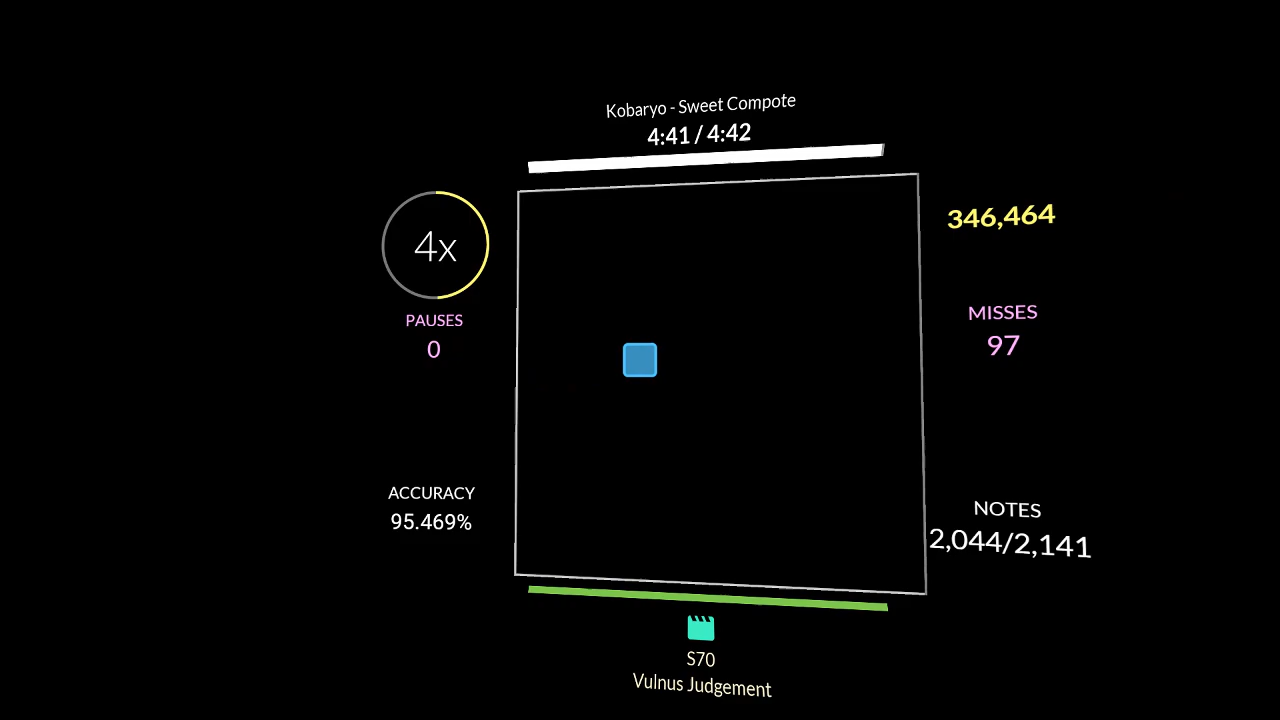 Kobaryo - Sweet Compote
4:41 / 4:42
4x
346,464
PAUSES
0
MISSES
97
ACCURACY
95.469%
NOTES
2,044/2,141
S70
Vulnus Judgement